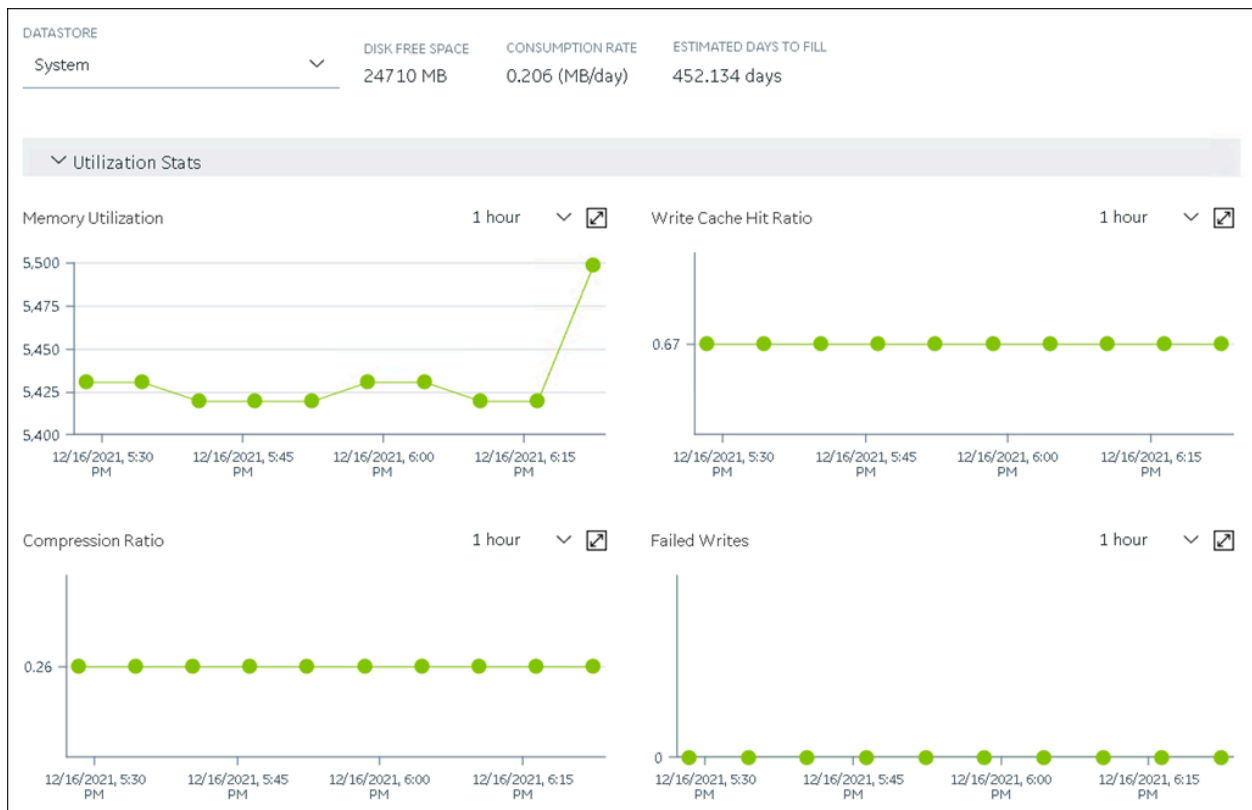 DATASTORE
System
DISK FREE SPACE
24710 MB
CONSUMPTION RATE
0.206 (MB/day)
ESTIMATED DAYS TO FILL
452.134 days
Utilization Stats
Memory Utilization
1 hour
5,500
5,475
5,450
5,425
5,400
12/16/2021, 5:30
PM
12/16/2021, 5:45
PM
12/16/2021, 6:00
PM
12/16/2021, 6:15
PM
Write Cache Hit Ratio
1 hour
0.67
12/16/2021, 5:30
PM
12/16/2021, 5:45
PM
12/16/2021, 6:00
PM
12/16/2021, 6:15
PM
Compression Ratio
1 hour
0.26
12/16/2021, 5:30
PM
12/16/2021, 5:45
PM
12/16/2021, 6:00
PM
12/16/2021, 6:15
PM
Failed Writes
1 hour
0
12/16/2021, 5:30
PM
12/16/2021, 5:45
PM
12/16/2021, 6:00
PM
12/16/2021, 6:15
PM